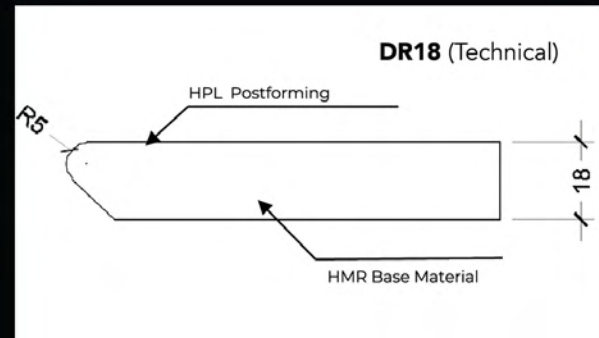 DR18 (Technical)
HPL Postforming
R5
18
HMR Base Material